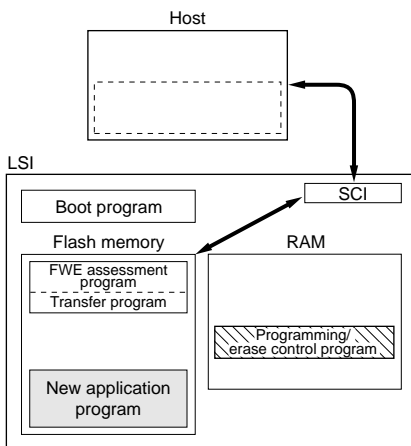 Host
LSI
SCI
Boot program
Flash memory
RAM
FWE assessment
program
Transfer program
Programming/
erase control program
New application
program